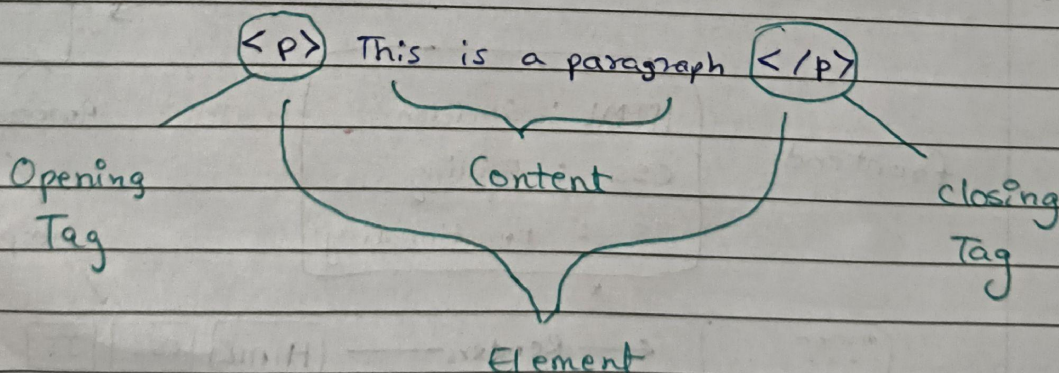 <p> This is a paragraph </p>
Opening Content closing
Tag Tag
Element